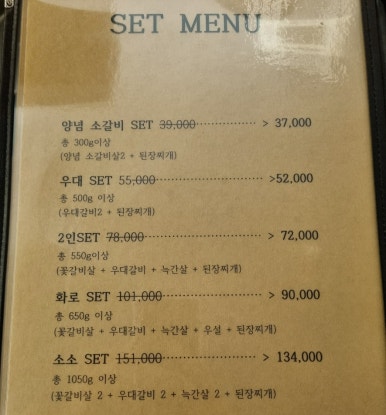 SET MENU
양념 소갈비 SET 39,000 ················ > 37,000
총 300g이상
(양념 소갈비살2 + 된장찌개)
우대 SET 55,000 ···························· >52,000
총 500g 이상
(우대갈비2 + 된장찌개)
2인SET 78,000 ···························· > 72,000
총 550g이상
(꽃갈비살 + 우대갈비 + 늑간살 + 된장찌개)
화로 SET 101,000 ························· > 90,000
총 650g 이상
(꽃갈비살 + 우대갈비 + 늑간살 + 우설 + 된장찌개)
소소 SET 151,000 ························· > 134,000
총 1050g 이상
(꽃갈비살 2 + 우대갈비 2 + 늑간살 2 + 된장찌개)